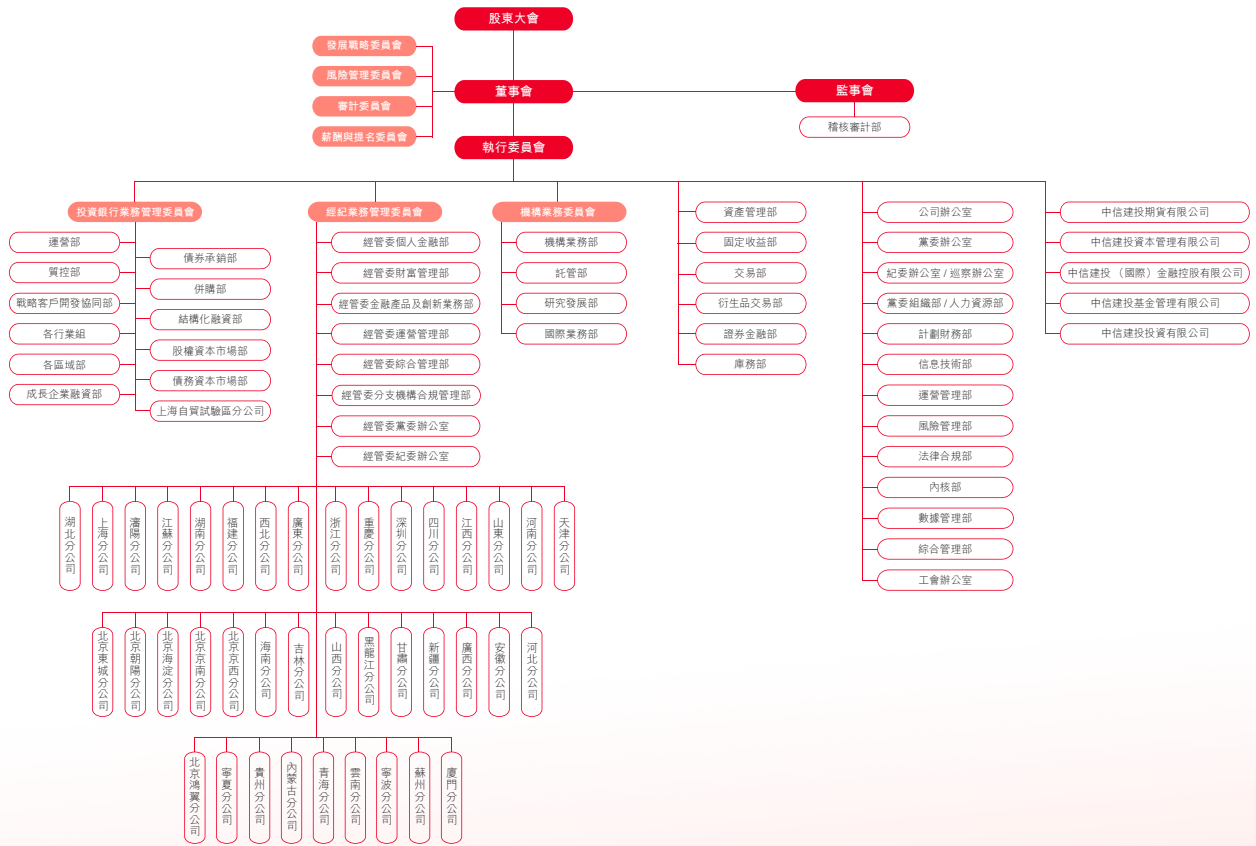 股東大會
發展戰略委員會
風險管理委員會
審計委員會
薪酬與提名委員會
董事會
監事會
稽核審計部
執行委員會
投資銀行業務管理委員會
運營部
質控部
戰略客戶開發協同部
各行業組
各區域部
成長企業融資部
債券承銷部
併購部
結構化融資部
股權資本市場部
債務資本市場部
上海自貿試驗區分公司
經紀業務管理委員會
經管委個人金融部
經管委財富管理部
經管委金融產品及創新業務部
經管委運營管理部
經管委綜合管理部
經管委分支機構合規管理部
經管委黨委辦公室
經管委紀委辦公室
機構業務委員會
機構業務部
託管部
研究發展部
國際業務部
資產管理部
固定收益部
交易部
衍生品交易部
證券金融部
庫務部
公司辦公室
黨委辦公室
紀委辦公室 / 巡察辦公室
黨委組織部 / 人力資源部
計劃財務部
信息技術部
運營管理部
風險管理部
法律合規部
內核部
數據管理部
綜合管理部
工會辦公室
中信建投期貨有限公司
中信建投資本管理有限公司
中信建投（國際）金融控股有限公司
中信建投基金管理有限公司
中信建投投資有限公司
湖北分公司
上海分公司
瀋陽分公司
江蘇分公司
湖南分公司
福建分公司
西北分公司
廣東分公司
浙江分公司
重慶分公司
深圳分公司
四川分公司
江西分公司
山東分公司
河南分公司
天津分公司
北京東城分公司
北京朝陽分公司
北京海淀分公司
北京京南分公司
北京京西分公司
海南分公司
吉林分公司
山西分公司
黑龍江分公司
甘肅分公司
新疆分公司
廣西分公司
安徽分公司
河北分公司
北京鴻翼分公司
寧夏分公司
貴州分公司
內蒙古分公司
青海分公司
雲南分公司
寧波分公司
蘇州分公司
廈門分公司